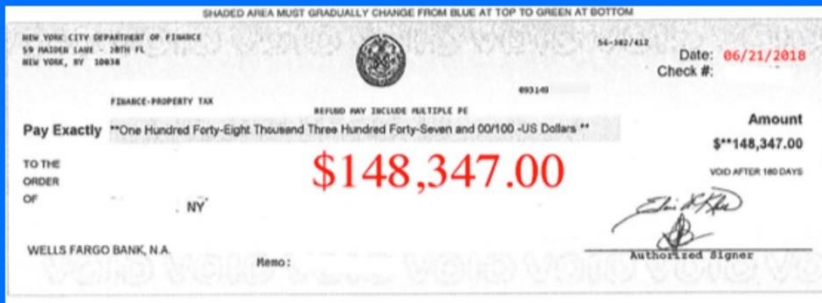 SHADED AREA MUST GRADUALLY CHANGE FROM BLUE AT TOP TO GREEN AT BOTTOM
NEW YORK CITY DEPARTMENT OF FINANCE
59 MAIDEN LANE - 28TH FL
NEW YORK, NY 10038
54-382/412
Date: 06/21/2018
Check #:
093149
FINANCE-PROPERTY TAX
REFUND MAY INCLUDE MULTIPLE PE
Pay Exactly **One Hundred Forty-Eight Thousand Three Hundred Forty-Seven and 00/100 -US Dollars **
Amount
$**148,347.00
$148,347.00
TO THE
ORDER
OF
NY
VOID AFTER 180 DAYS
WELLS FARGO BANK, N.A.
Memo:
Authorized Signer